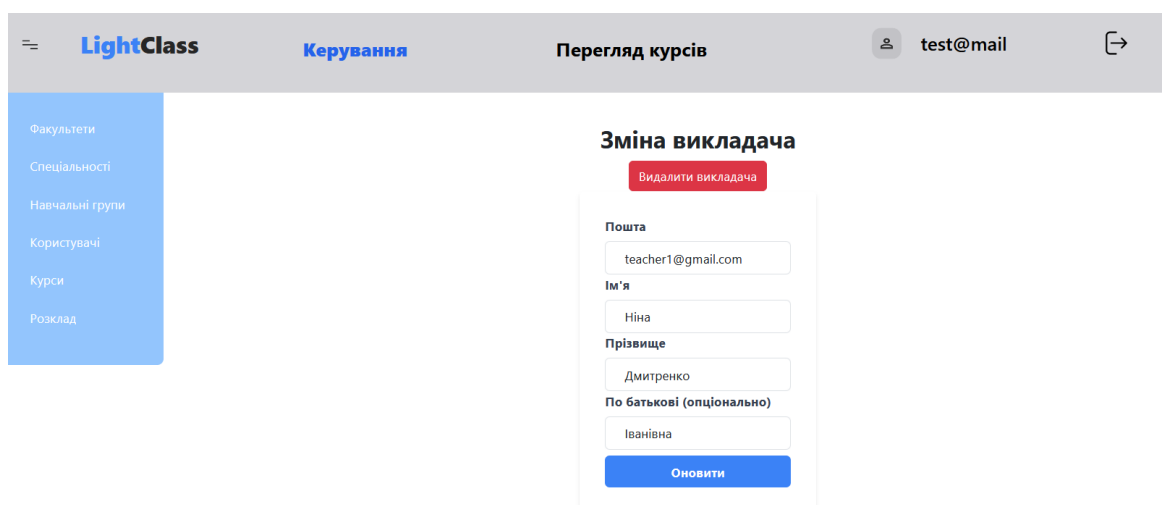 LightClass
Керування
Перегляд курсів
test@mail
Факультети
Спеціальності
Навчальні групи
Користувачі
Курси
Розклад
Зміна викладача
Видалити викладача
Пошта
teacher1@gmail.com
Ім'я
Ніна
Прізвище
Дмитренко
По батькові (опціонально)
Іванівна
Оновити